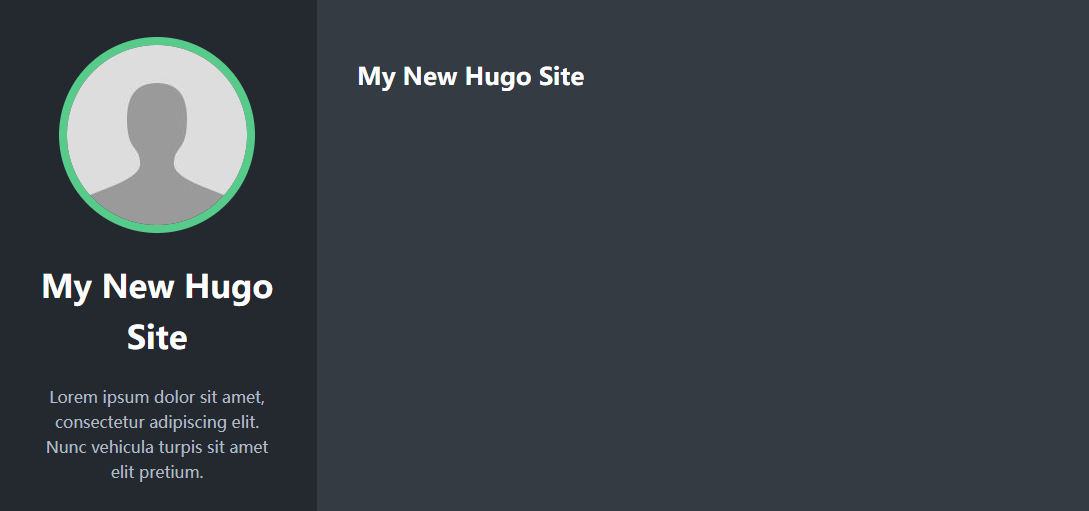 My New Hugo
Site
Lorem ipsum dolor sit amet,
consectetur adipiscing elit.
Nunc vehicula turpis sit amet
elit pretium.
My New Hugo Site